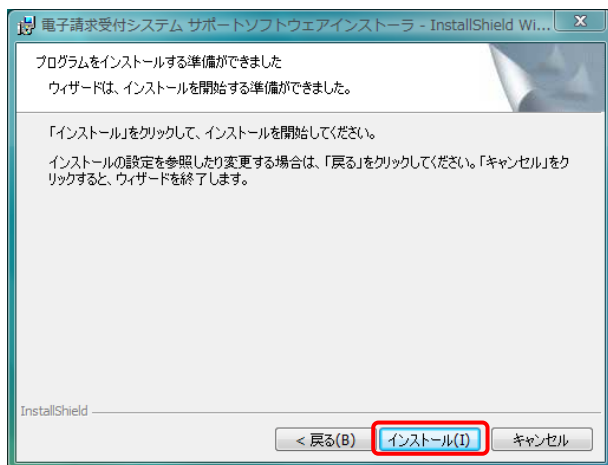 電子請求受付システム サポートソフトウェアインストーラ - InstallShield Wi...
プログラムをインストールする準備ができました
ウィザードは、インストールを開始する準備ができました。
「インストール」をクリックして、インストールを開始してください。
インストールの設定を参照したり変更する場合は、「戻る」をクリックしてください。「キャンセル」をク
リックすると、ウィザードを終了します。
InstallShield
< 戻る(B) インストール(I) キャンセル